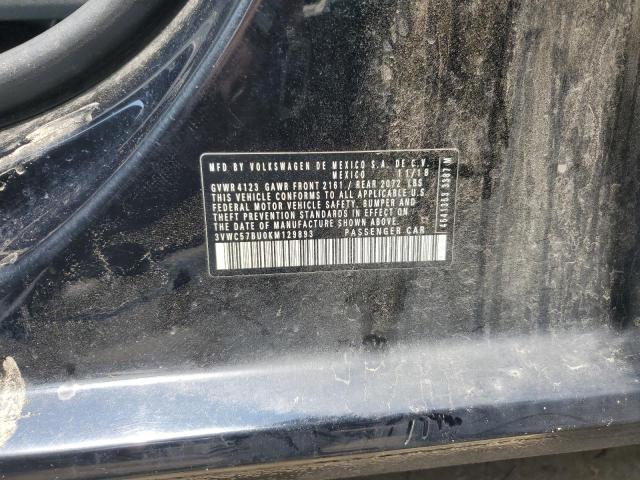 MFD BY VOLKSWAGEN DE MEXICO S.A. DE C.V.
MEXICO 11/18
GVWR 4123 GAWR FRONT 2161 / REAR 2072 LBS
THIS VEHICLE CONFORMS TO ALL APPLICABLE U.S
FEDERAL MOTOR VEHICLE SAFETY, BUMPER AND
THEFT PREVENTION STANDARDS IN EFFECT ON
THE DATE OF MANUFACTURE SHOWN ABOVE.
3VWC57BU0KM129893 PASSENGER CAR